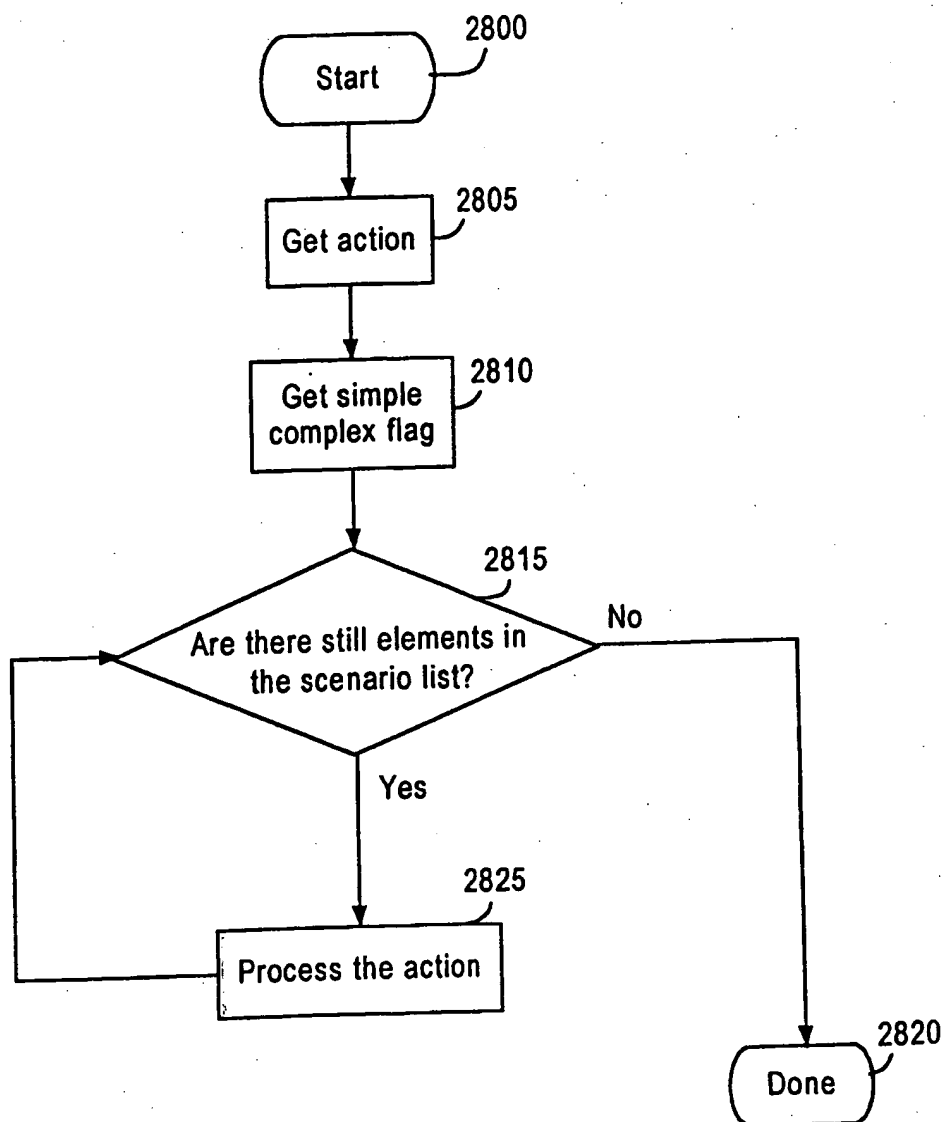 2800
Start
2805
Get action
2810
Get simple
complex flag
2815
Are there still elements in
the scenario list?
No
Yes
2825
Process the action
2820
Done